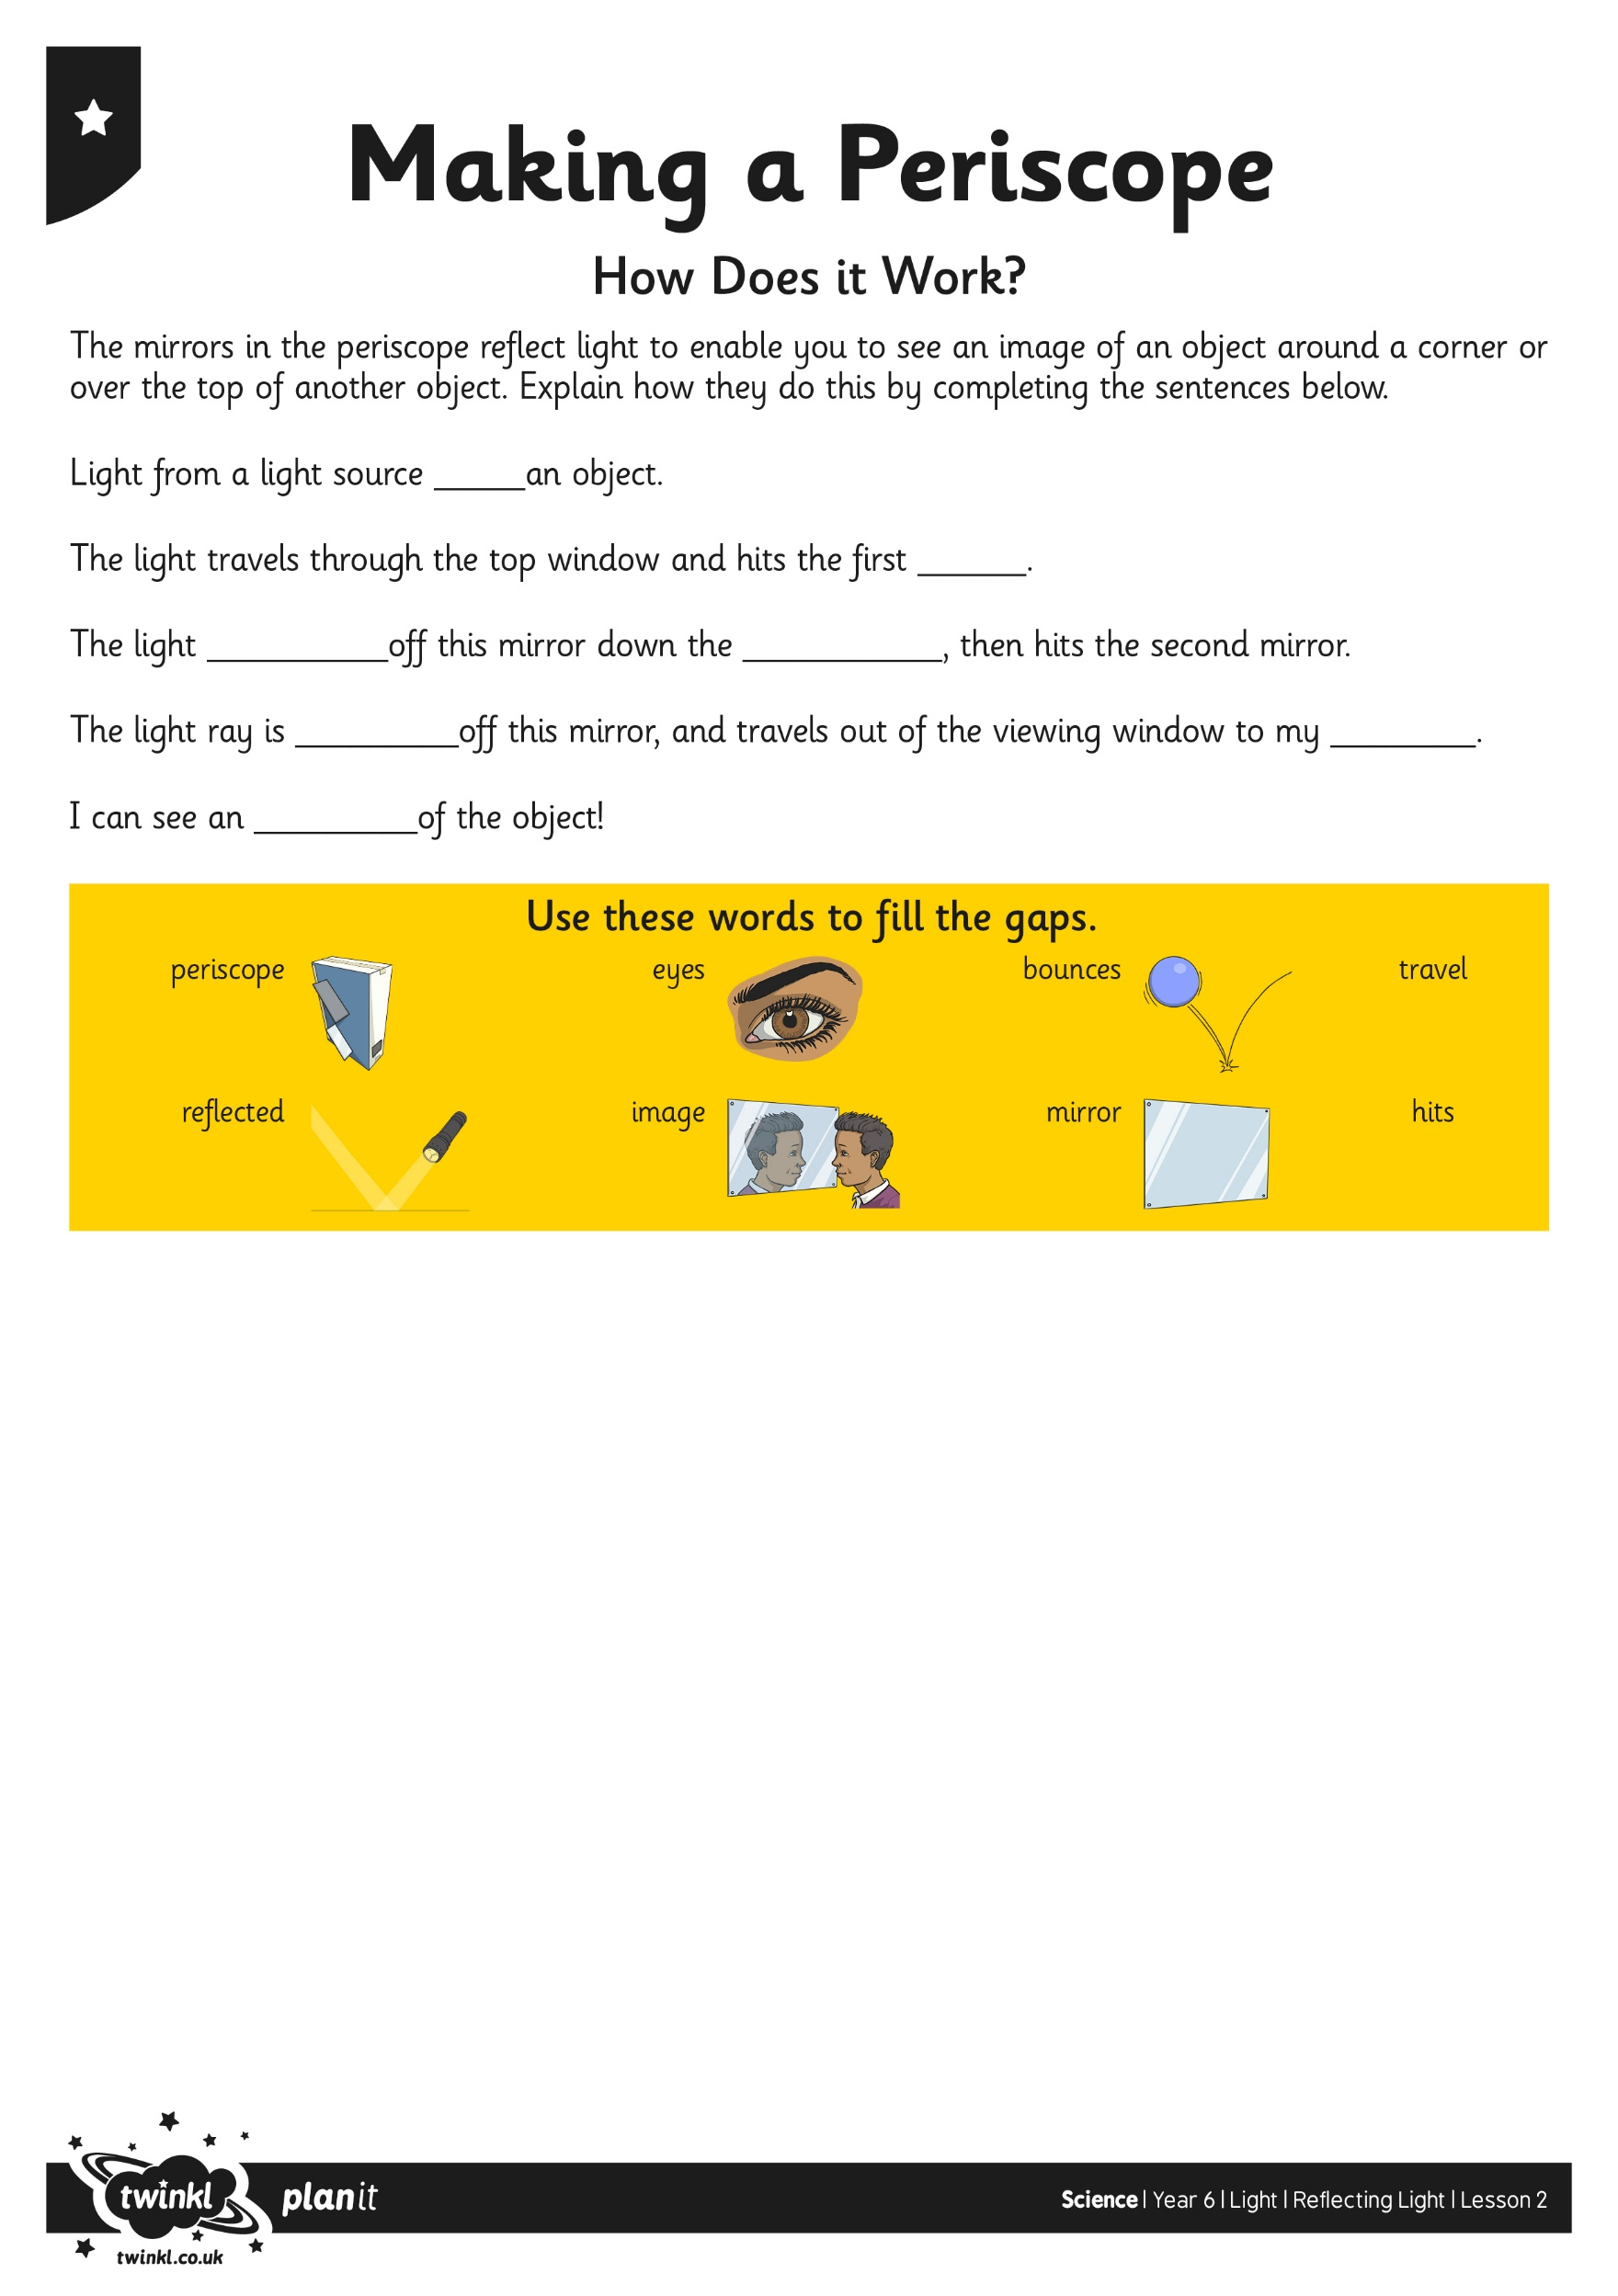 Making a Periscope
How Does it Work?
The mirrors in the periscope reflect light to enable you to see an image of an object around a corner or
over the top of another object. Explain how they do this by completing the sentences below.
Light from a light source _____an object.
The light travels through the top window and hits the first ______.
The light __________off this mirror down the ___________, then hits the second mirror.
The light ray is _________off this mirror, and travels out of the viewing window to my ________.
I can see an _________of the object!
Use these words to fill the gaps.
periscope eyes bounces travel
reflected image mirror hits
twinkl planit Science | Year 6 | Light | Reflecting Light | Lesson 2
twinkl.co.uk